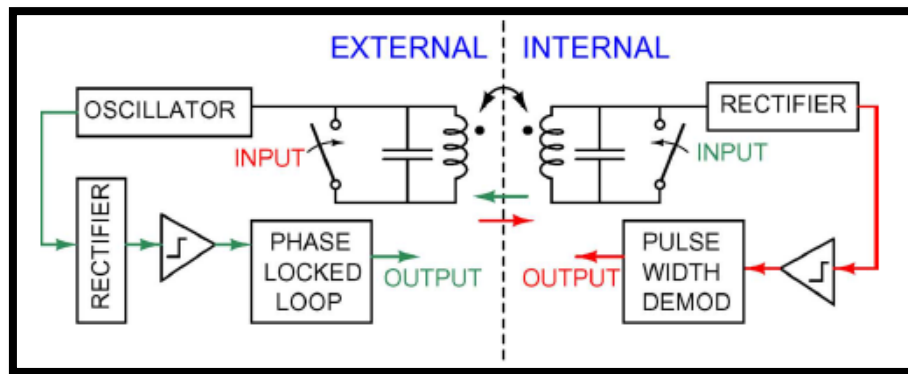 EXTERNAL
INTERNAL
OSCILLATOR
RECTIFIER
INPUT
INPUT
RECTIFIER
PHASE
LOCKED
LOOP
OUTPUT
OUTPUT
PULSE
WIDTH
DEMOD